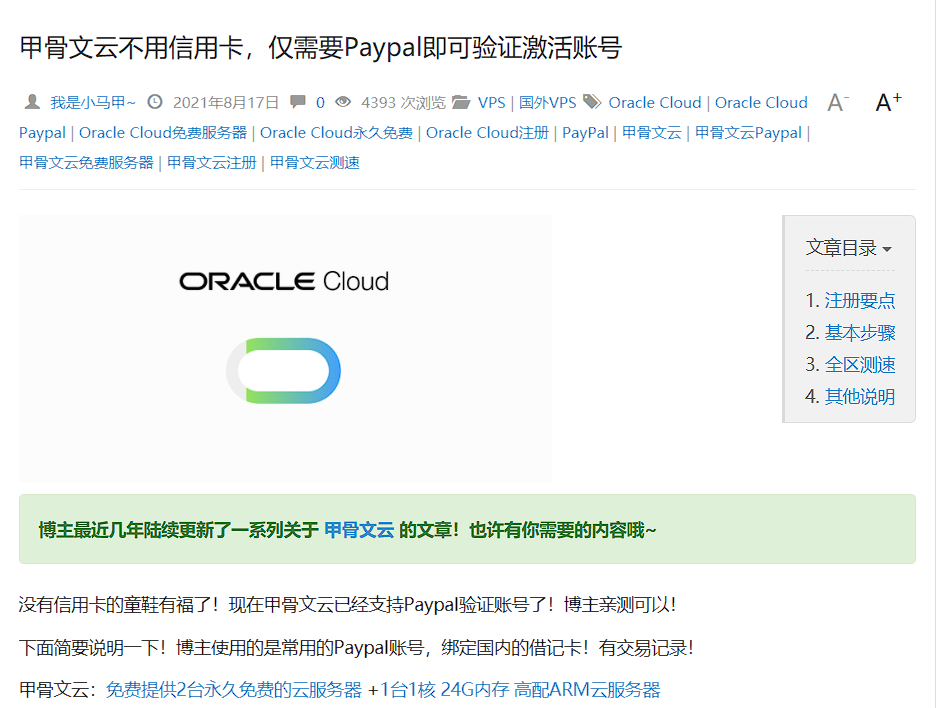 甲骨文云不用信用卡，仅需要Paypal即可验证激活账号
我是小马甲~ 2021年8月17日 0 4393 次浏览 VPS | 国外VPS Oracle Cloud | Oracle Cloud A- A+
Paypal | Oracle Cloud免费服务器 | Oracle Cloud永久免费 | Oracle Cloud注册 | PayPal | 甲骨文云 | 甲骨文云Paypal |
甲骨文云免费服务器 | 甲骨文云注册 | 甲骨文云测速
ORACLE Cloud
文章目录
1. 注册要点
2. 基本步骤
3. 全区测速
4. 其他说明
博主最近几年陆续更新了一系列关于 甲骨文云 的文章！也许有你需要的内容哦~
没有信用卡的童鞋有福了！现在甲骨文云已经支持Paypal验证账号了！博主亲测可以！
下面简要说明一下！博主使用的是常用的Paypal账号，绑定国内的借记卡！有交易记录！
甲骨文云：免费提供2台永久免费的云服务器 +1台1核 24G内存 高配ARM云服务器